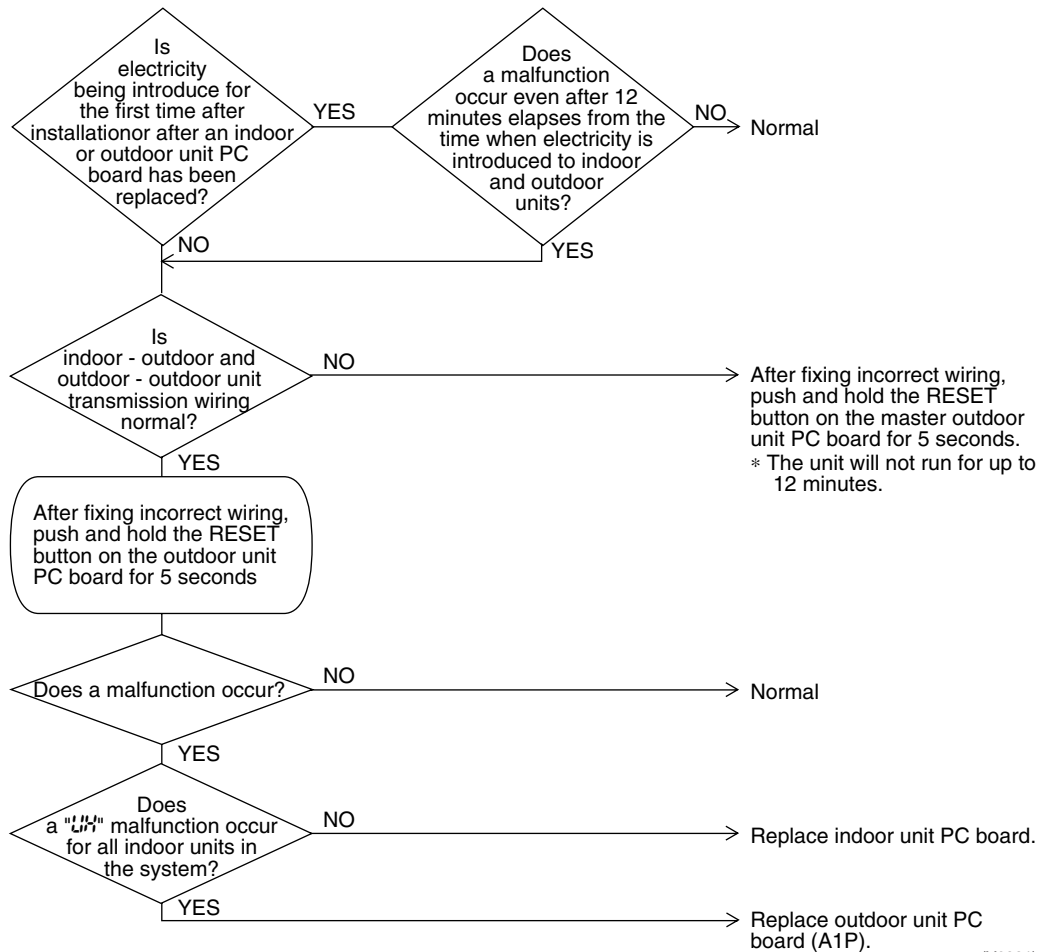 Is
electricity
being introduce for
the first time after
installationor after an indoor
or outdoor unit PC
board has been
replaced?
YES
NO
Does
a malfunction
occur even after 12
minutes elapses from the
time when electricity is
introduced to indoor
and outdoor
units?
NO
Normal
YES
Is
indoor - outdoor and
outdoor - outdoor unit
transmission wiring
normal?
NO
After fixing incorrect wiring,
push and hold the RESET
button on the master outdoor
unit PC board for 5 seconds.
* The unit will not run for up to
12 minutes.
YES
After fixing incorrect wiring,
push and hold the RESET
button on the outdoor unit
PC board for 5 seconds
Does a malfunction occur?
NO
Normal
YES
Does
a "UH" malfunction occur
for all indoor units in
the system?
NO
Replace indoor unit PC board.
YES
Replace outdoor unit PC
board (A1P).